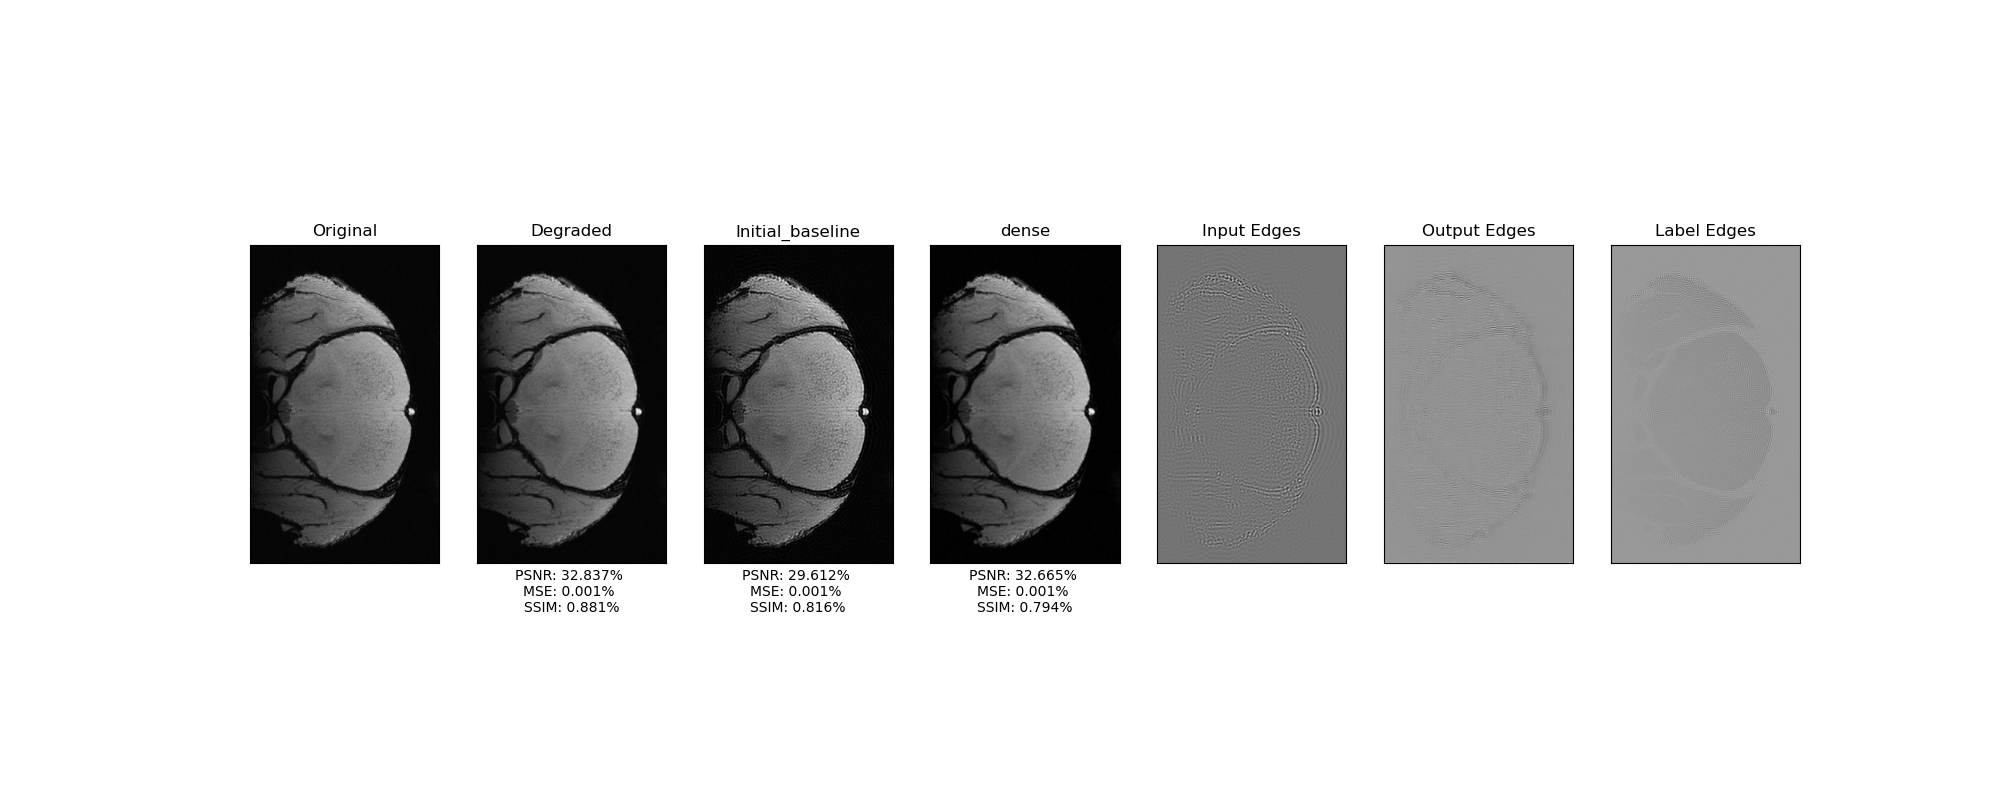 Original
Degraded
Initial_baseline
dense
Input Edges
Output Edges
Label Edges
PSNR: 32.837%
MSE: 0.001%
SSIM: 0.881%
PSNR: 29.612%
MSE: 0.001%
SSIM: 0.816%
PSNR: 32.665%
MSE: 0.001%
SSIM: 0.794%